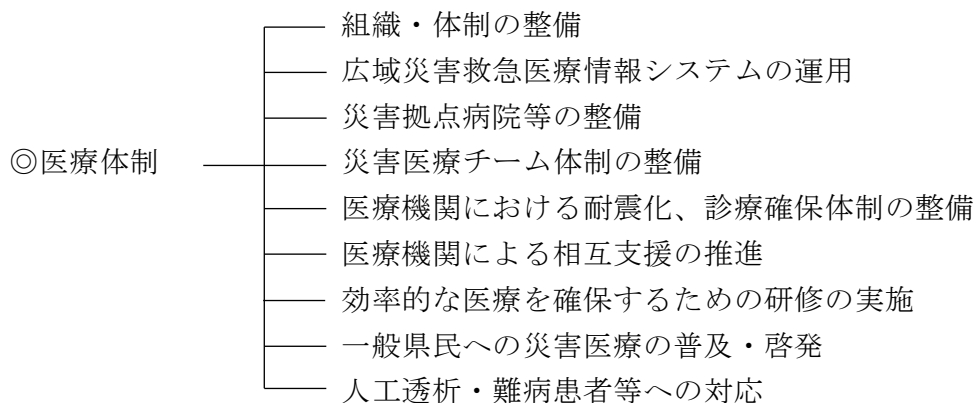 組織・体制の整備
広域災害救急医療情報システムの運用
災害拠点病院等の整備
◎医療体制
災害医療チーム体制の整備
医療機関における耐震化、診療確保体制の整備
医療機関による相互支援の推進
効率的な医療を確保するための研修の実施
一般県民への災害医療の普及・啓発
人工透析・難病患者等への対応